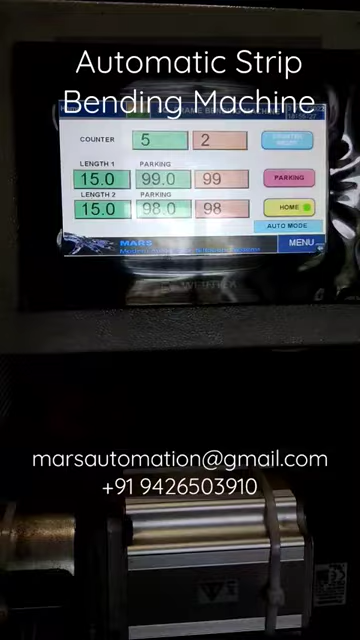 Automatic Strip
Bending Machine
COUNTER 5 2
LENGTH 1 PARKING
15.0 99.0 99 PARKING
LENGTH 2 PARKING
15.0 98.0 98 HOME
AUTO MODE
MARS
MENU
marsautomation@gmail.com
+91 9426503910